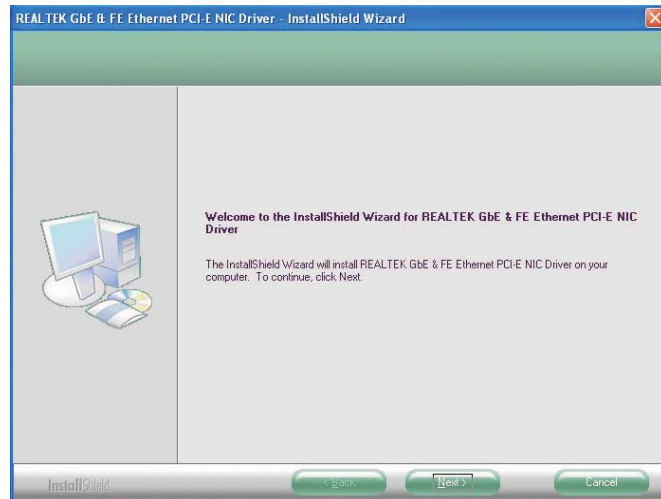 REALTEK GbE & FE Ethernet PCI-E NIC Driver - InstallShield Wizard
Welcome to the InstallShield Wizard for REALTEK GbE & FE Ethernet PCI-E NIC
Driver
The InstallShield Wizard will install REALTEK GbE & FE Ethernet PCI-E NIC Driver on your
computer. To continue, click Next.
InstallShield
< Back
Next >
Cancel